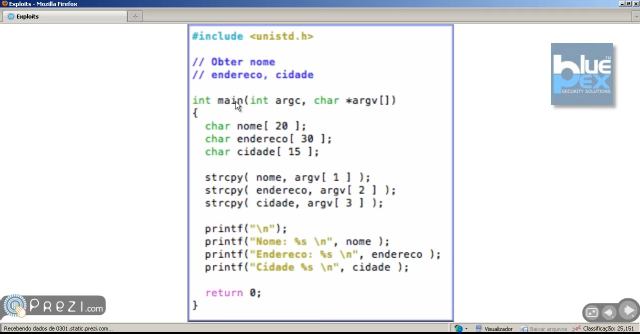 Exploits - Mozilla Firefox
Exploits
#include <unistd.h>
// Obter nome
// endereco, cidade
int main(int argc, char *argv[])
{
char nome[ 20 ];
char endereco[ 30 ];
char cidade[ 15 ];
strcpy( nome, argv[ 1 ] );
strcpy( endereco, argv[ 2 ] );
strcpy( cidade, argv[ 3 ] );
printf("\n");
printf("Nome: %s \n", nome );
printf("Endereco: %s \n", endereco );
printf("Cidade %s \n", cidade );
return 0;
}
blue
pex
SECURITY SOLUTIONS
PREZI.com
Recebendo dados de 0301.static.prezi.com...
Visualizador
Baixar arquivo
Classificação: 25,151